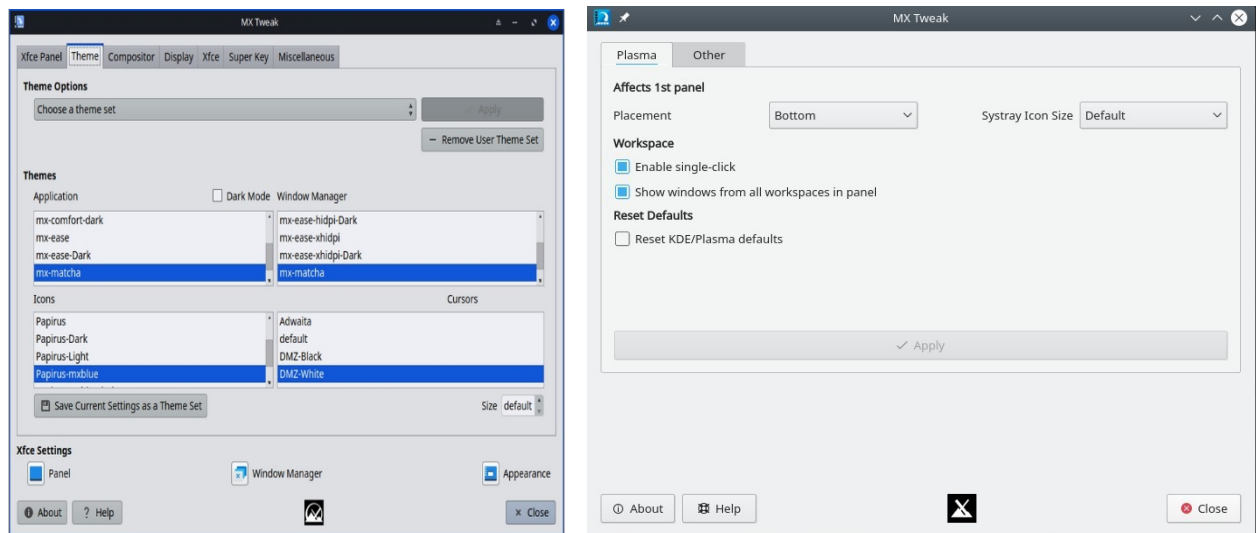 MX Tweak
Xfce Panel Theme Compositor Display Xfce Super Key Miscellaneous
Theme Options
Choose a theme set Apply
Remove User Theme Set
Themes
Application Dark Mode Window Manager
mx-comfort-dark mx-ease-hidpi-Dark
mx-ease mx-ease-xhidpi
mx-ease-Dark mx-ease-xhidpi-Dark
mx-matcha mx-matcha
Icons Cursors
Papirus Adwaita
Papirus-Dark default
Papirus-Light DMZ-Black
Papirus-mxblue DMZ-White
Save Current Settings as a Theme Set Size default
Xfce Settings
Panel Window Manager Appearance
About ? Help Close
MX Tweak
Plasma Other
Affects 1st panel
Placement Bottom Systray Icon Size Default
Workspace
Enable single-click
Show windows from all workspaces in panel
Reset Defaults
Reset KDE/Plasma defaults
Apply
About Help Close